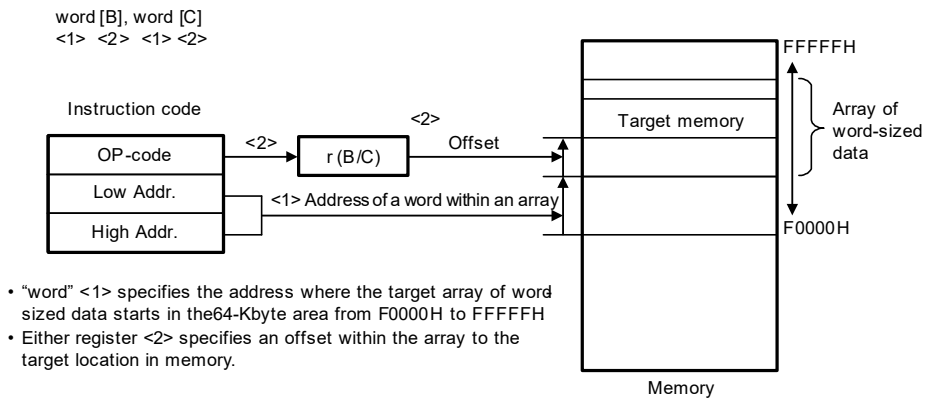 word [B], word [C]
<1> <2> <1> <2>
FFFFFH
Instruction code
<2>
Array of
word-sized
data
Target memory
OP-code
<2>
r (B/C)
Offset
Low Addr.
<1> Address of a word within an array
High Addr.
F0000H
• “word” <1> specifies the address where the target array of word
sized data starts in the64-Kbyte area from F0000H to FFFFFH
• Either register <2> specifies an offset within the array to the
target location in memory.
Memory